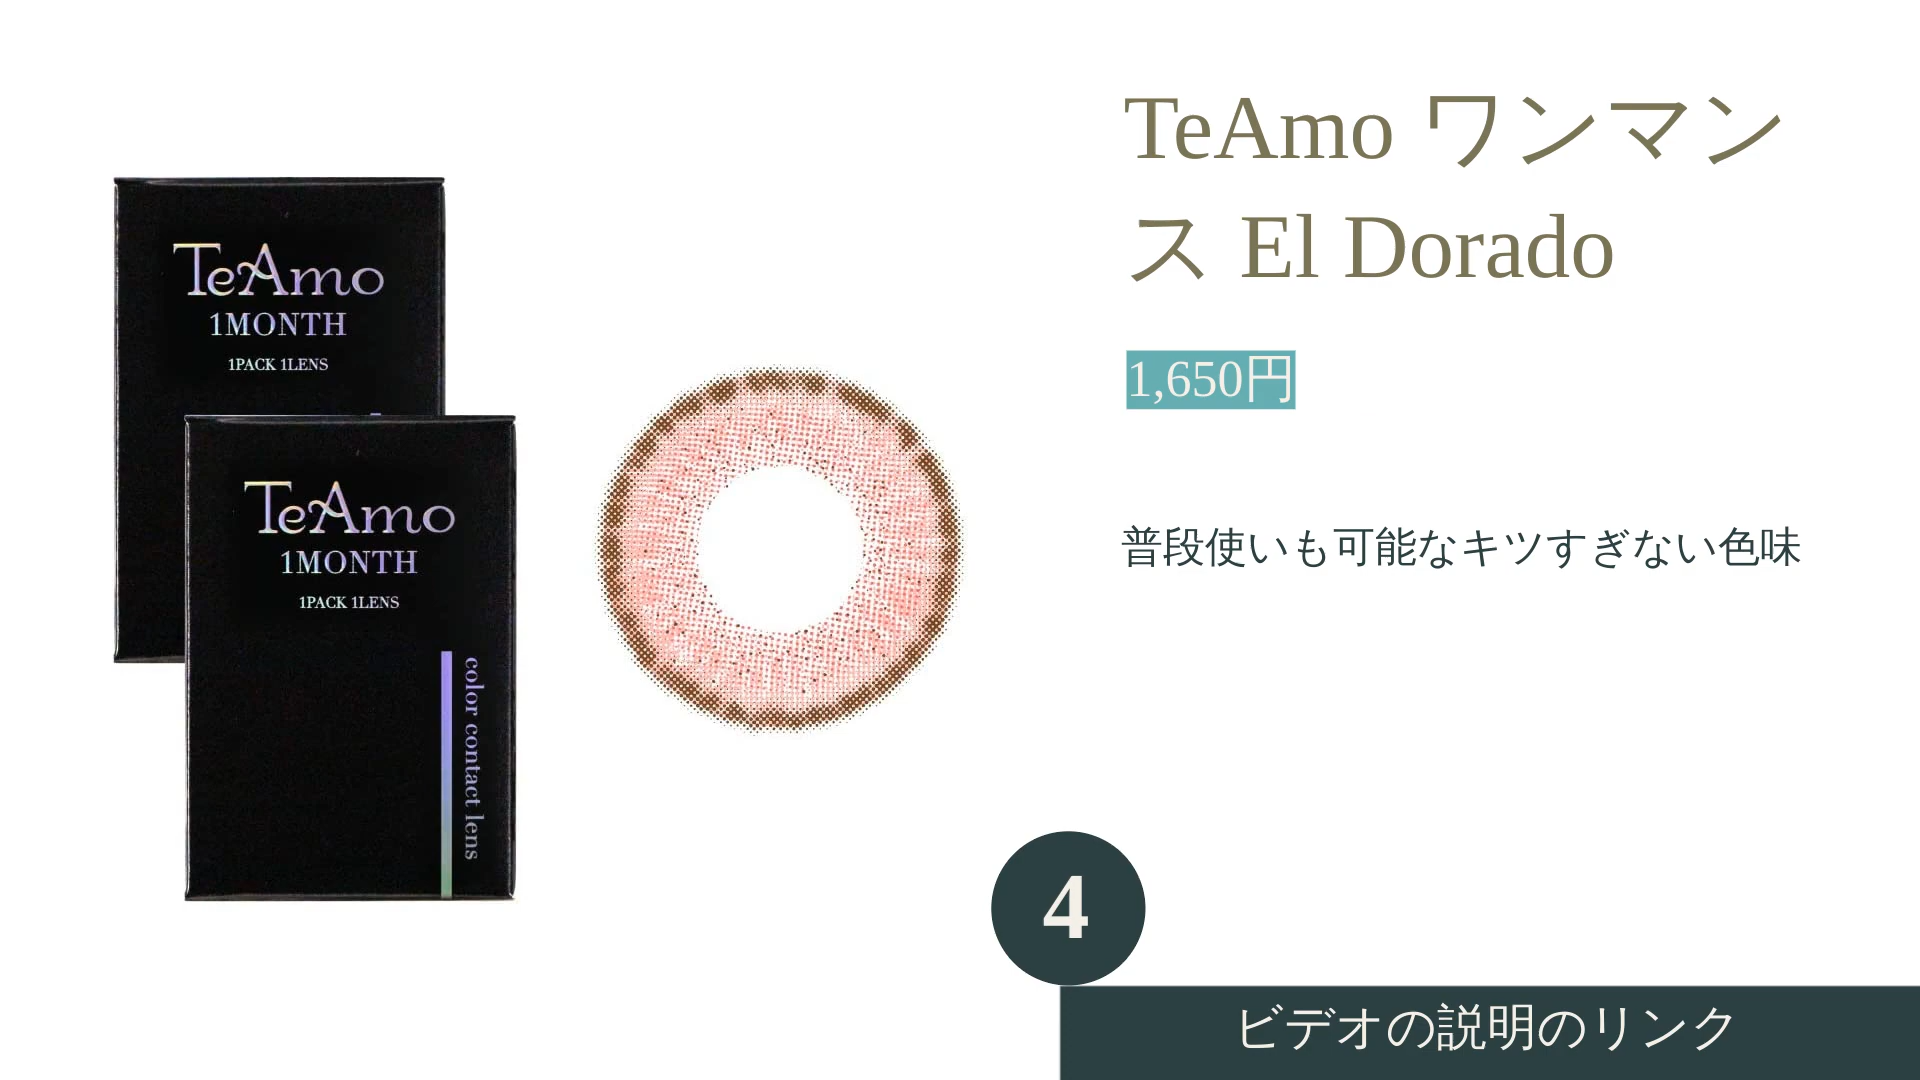 TeAmo ワンマン
ス El Dorado
1,650円
普段使いも可能なキツすぎない色味
TeAmo
1MONTH
1PACK 1LENS
TeAmo
1MONTH
1PACK 1LENS
color contact lens
4
ビデオの説明のリンク